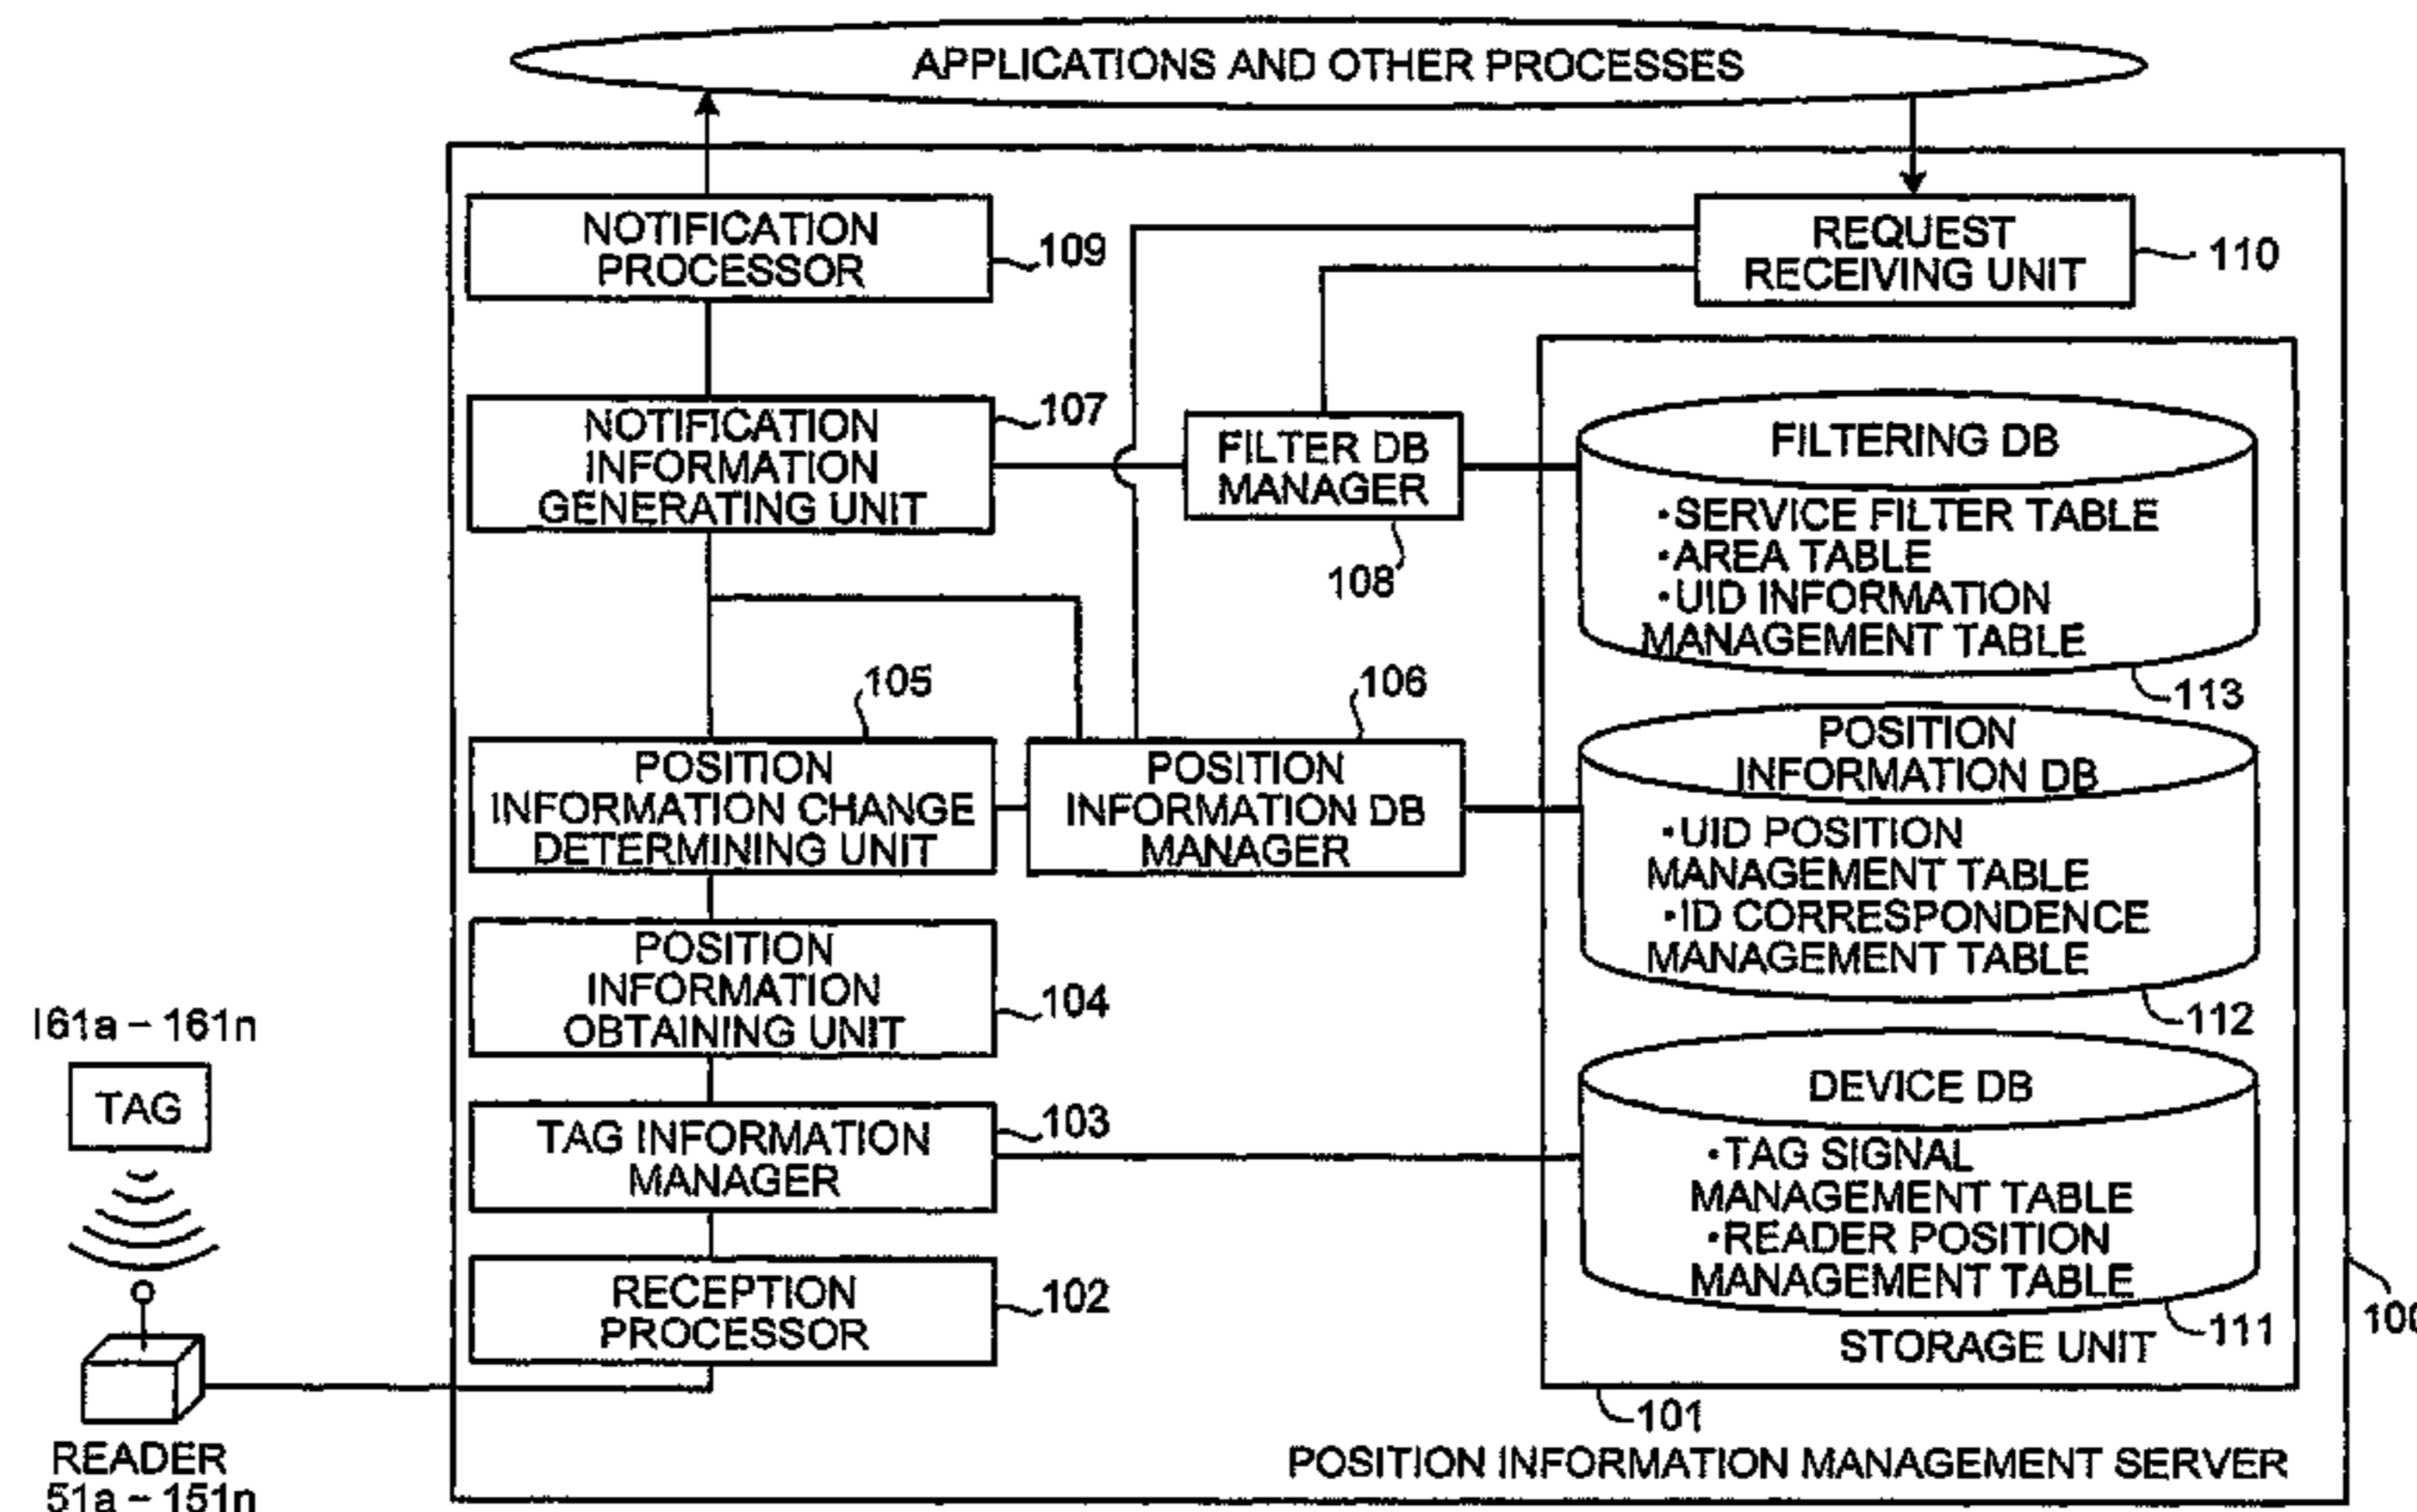 APPLICATIONS AND OTHER PROCESSES
NOTIFICATION
PROCESSOR
109
REQUEST
RECEIVING UNIT
110
NOTIFICATION
INFORMATION
GENERATING UNIT
107
FILTER DB
MANAGER
108
FILTERING DB
•SERVICE FILTER TABLE
•AREA TABLE
•UID INFORMATION
MANAGEMENT TABLE
113
105
POSITION
INFORMATION CHANGE
DETERMINING UNIT
106
POSITION
INFORMATION DB
MANAGER
POSITION
INFORMATION DB
•UID POSITION
MANAGEMENT TABLE
•ID CORRESPONDENCE
MANAGEMENT TABLE
112
POSITION
INFORMATION
OBTAINING UNIT
104
161a – 161n
TAG
TAG INFORMATION
MANAGER
103
DEVICE DB
•TAG SIGNAL
MANAGEMENT TABLE
•READER POSITION
MANAGEMENT TABLE
111
RECEPTION
PROCESSOR
102
STORAGE UNIT
101
100
READER
51a – 151n
POSITION INFORMATION MANAGEMENT SERVER